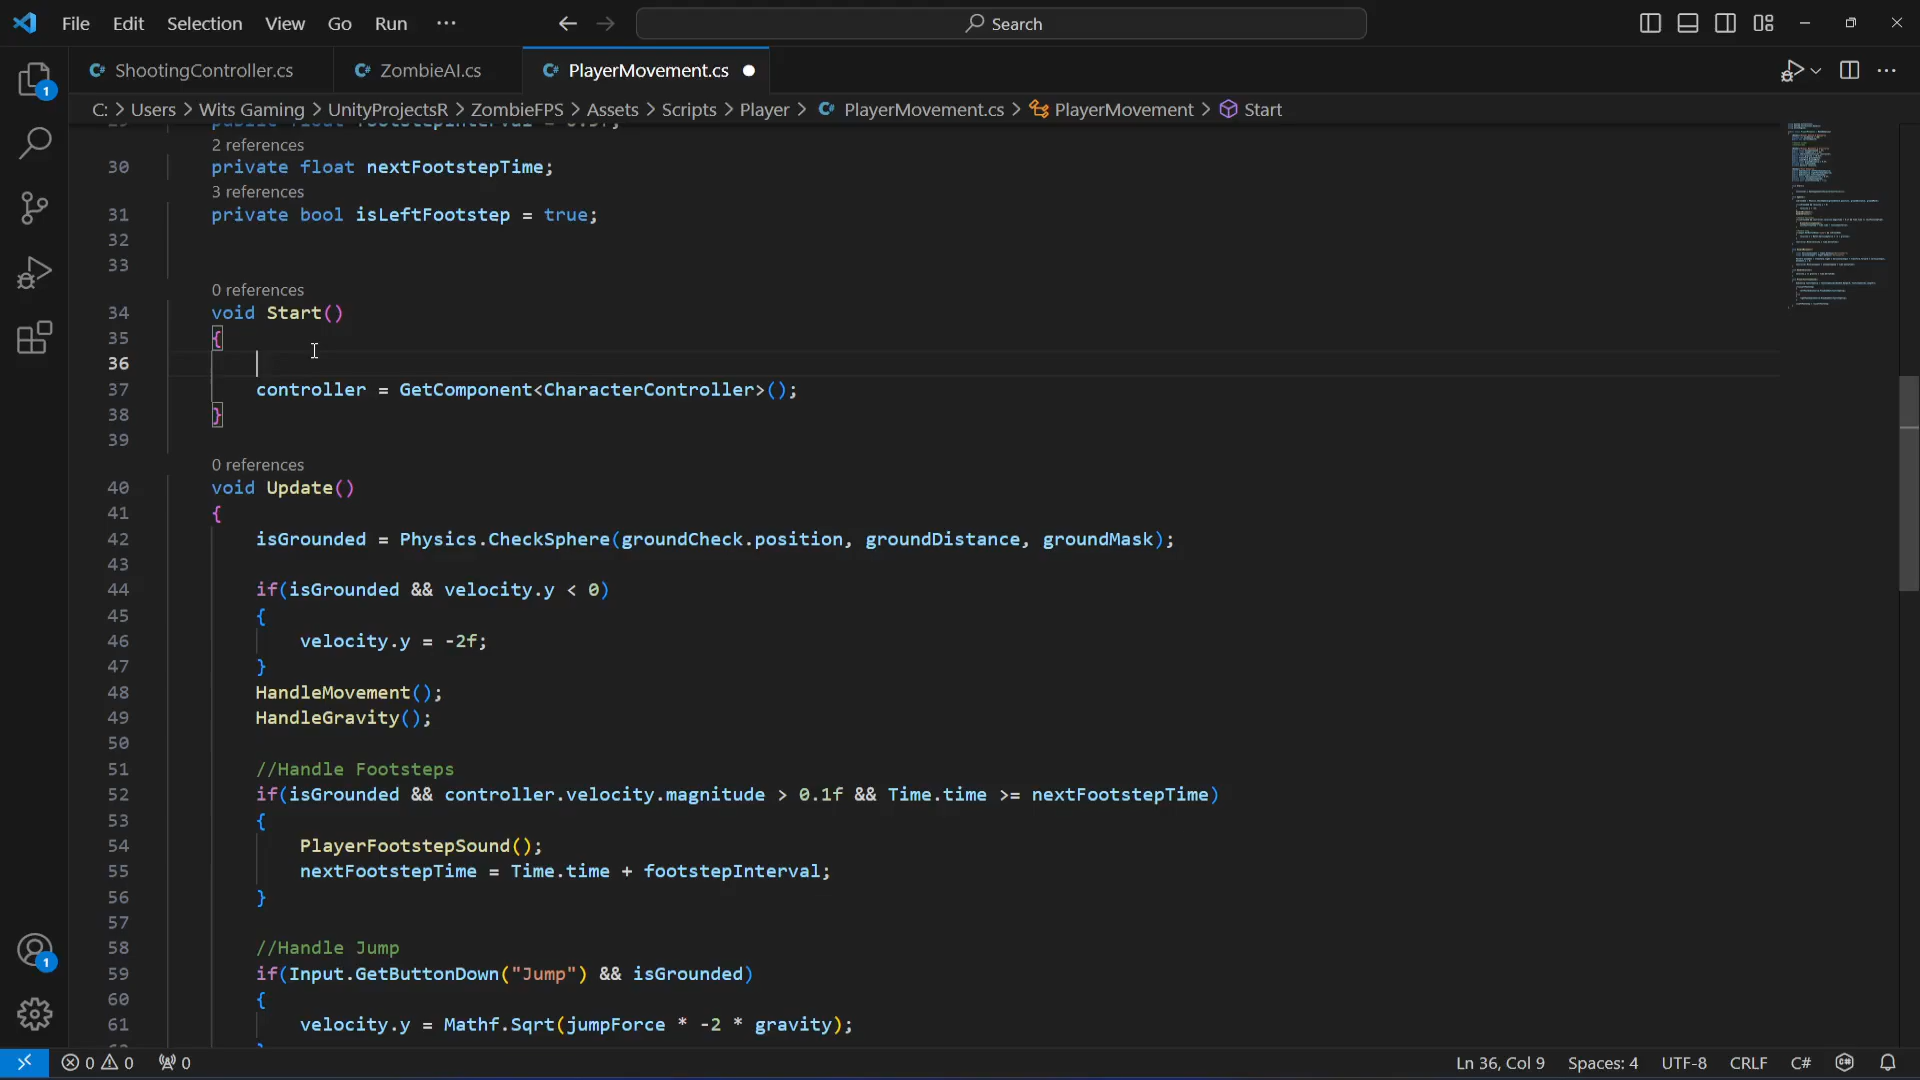 File Edit Selection View Go Run ··· Search
ShootingController.cs ZombieAI.cs PlayerMovement.cs
C: > Users > Wits Gaming > UnityProjectsR > ZombieFPS > Assets > Scripts > Player > PlayerMovement.cs > PlayerMovement > Start
2 references
30 private float nextFootstepTime;
3 references
31 private bool isLeftFootstep = true;
32
33
0 references
34 void Start()
35 {
36
37 controller = GetComponent<CharacterController>();
38 }
39
0 references
40 void Update()
41 {
42 isGrounded = Physics.CheckSphere(groundCheck.position, groundDistance, groundMask);
43
44 if(isGrounded && velocity.y < 0)
45 {
46 velocity.y = -2f;
47 }
48 HandleMovement();
49 HandleGravity();
50
51 //Handle Footsteps
52 if(isGrounded && controller.velocity.magnitude > 0.1f && Time.time >= nextFootstepTime)
53 {
54 PlayerFootstepSound();
55 nextFootstepTime = Time.time + footstepInterval;
56 }
57
58 //Handle Jump
59 if(Input.GetButtonDown("Jump") && isGrounded)
60 {
61 velocity.y = Mathf.Sqrt(jumpForce * -2 * gravity);
1
1
0 0 0 Ln 36, Col 9 Spaces: 4 UTF-8 CRLF C#